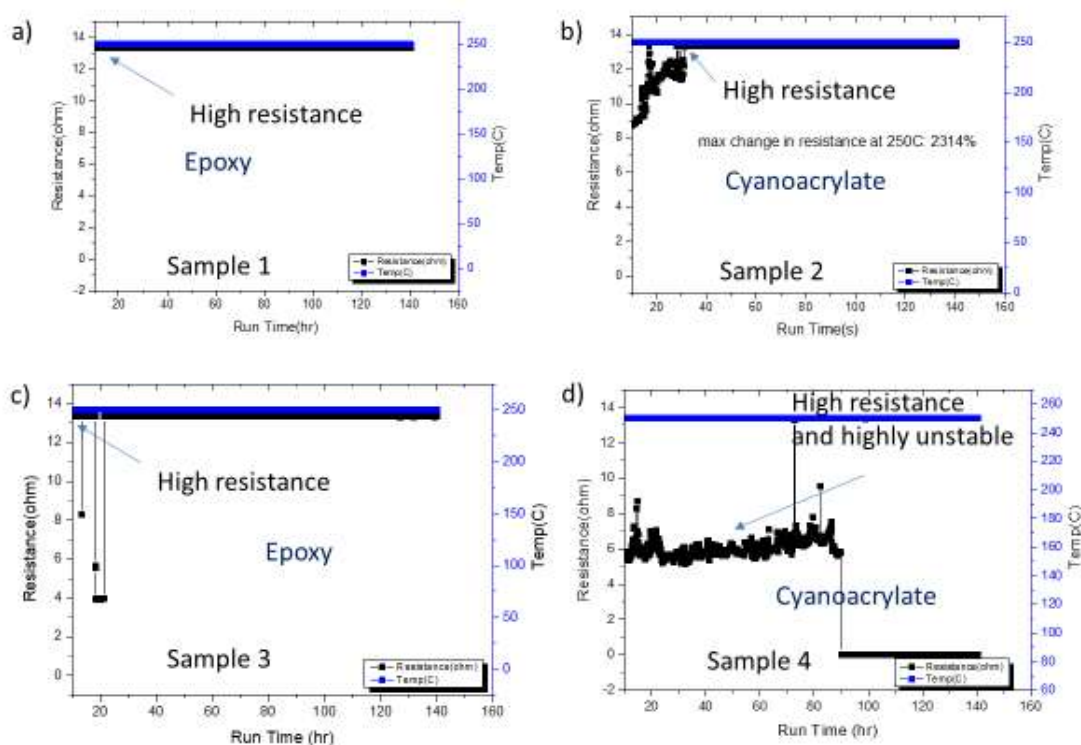 a)
14
12
10
8
6
4
2
0
-2
Resistance(ohm)
250
200
150
100
50
0
Temp(C)
High resistance
Epoxy
Sample 1
Resistance(ohm)
Temp(C)
20 40 60 80 100 120 140 160
Run Time(hr)
b)
14
12
10
8
6
4
2
0
Resistance(ohm)
250
200
150
100
50
0
Temp(C)
High resistance
max change in resistance at 250C: 2314%
Cyanoacrylate
Sample 2
Resistance(ohm)
Temp(C)
20 40 60 80 100 120 140 160
Run Time(s)
c)
14
12
10
8
6
4
2
0
Resistance(ohm)
250
200
150
100
50
0
Temp(C)
High resistance
Epoxy
Sample 3
Resistance(ohm)
Temp(C)
20 40 60 80 100 120 140 160
Run Time (hr)
d)
14
12
10
8
6
4
2
0
-2
Resistance(ohm)
260
240
220
200
180
160
140
120
100
80
60
Temp(C)
High resistance
and highly unstable
Cyanoacrylate
Sample 4
Resistance(ohm)
Temp(C)
20 40 60 80 100 120 140 160
Run Time (hr)